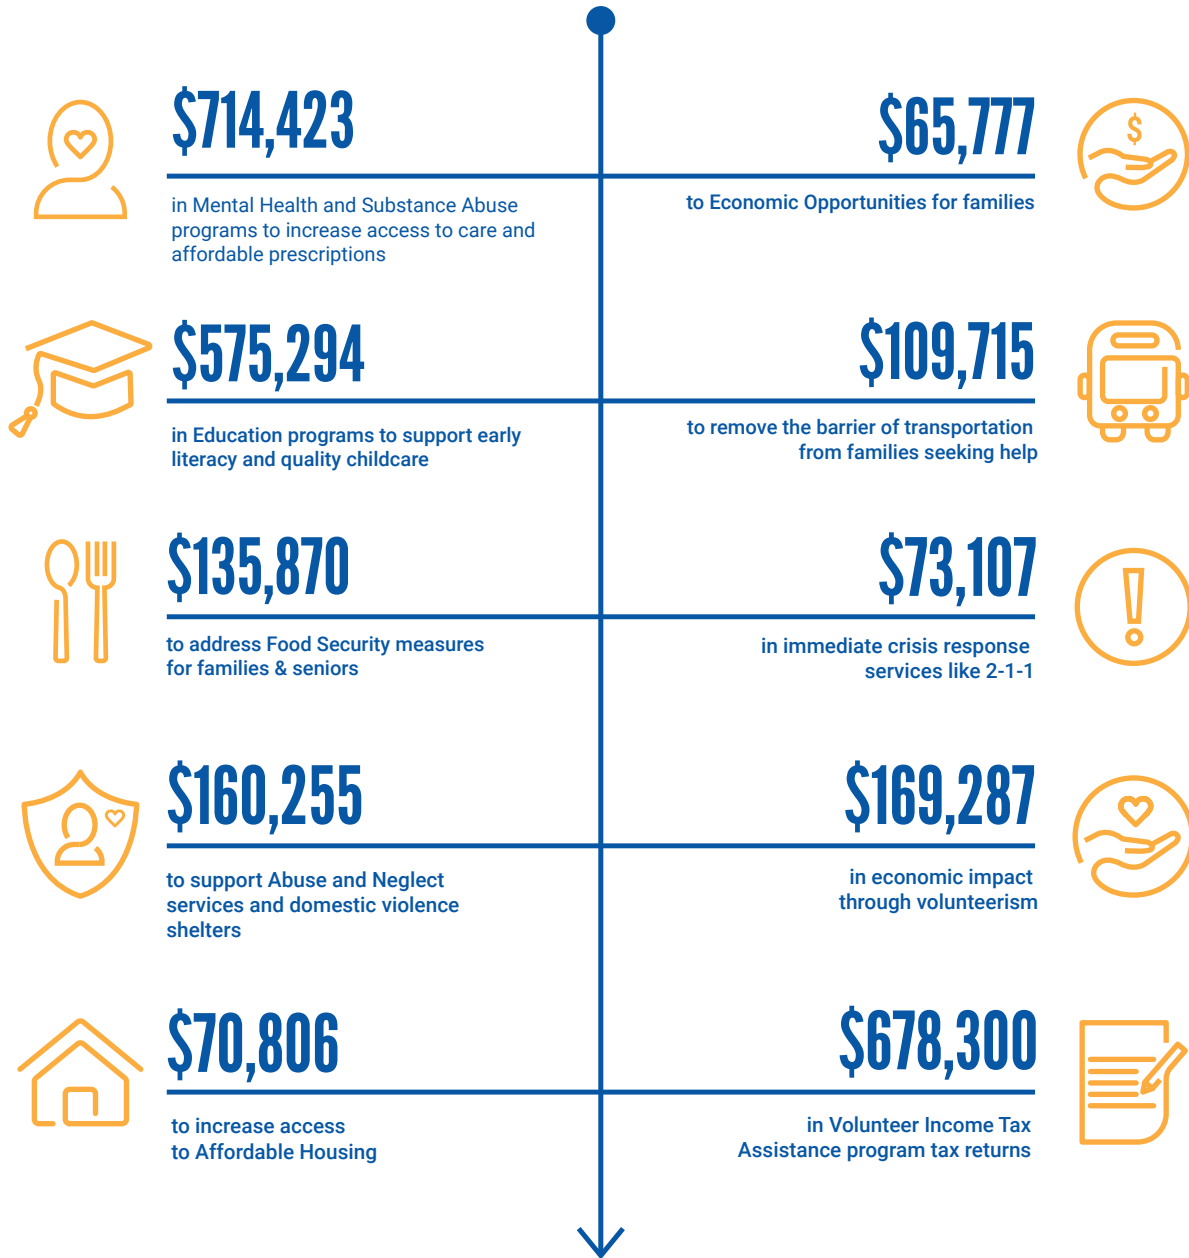 $714,423
in Mental Health and Substance Abuse
programs to increase access to care and
affordable prescriptions
$65,777
to Economic Opportunities for families
$575,294
in Education programs to support early
literacy and quality childcare
$109,715
to remove the barrier of transportation
from families seeking help
$135,870
to address Food Security measures
for families & seniors
$73,107
in immediate crisis response
services like 2-1-1
$160,255
to support Abuse and Neglect
services and domestic violence
shelters
$169,287
in economic impact
through volunteerism
$70,806
to increase access
to Affordable Housing
$678,300
in Volunteer Income Tax
Assistance program tax returns